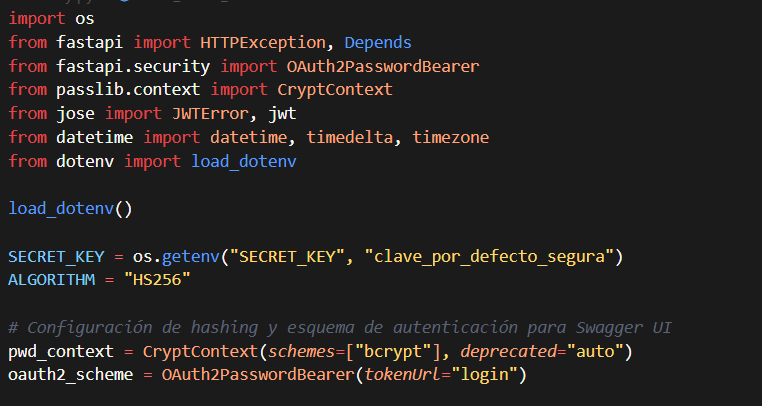 import os
from fastapi import HTTPException, Depends
from fastapi.security import OAuth2PasswordBearer
from passlib.context import CryptContext
from jose import JWTError, jwt
from datetime import datetime, timedelta, timezone
from dotenv import load_dotenv
load_dotenv()
SECRET_KEY = os.getenv("SECRET_KEY", "clave_por_defecto_segura")
ALGORITHM = "HS256"
# Configuración de hashing y esquema de autenticación para Swagger UI
pwd_context = CryptContext(schemes=["bcrypt"], deprecated="auto")
oauth2_scheme = OAuth2PasswordBearer(tokenUrl="login")